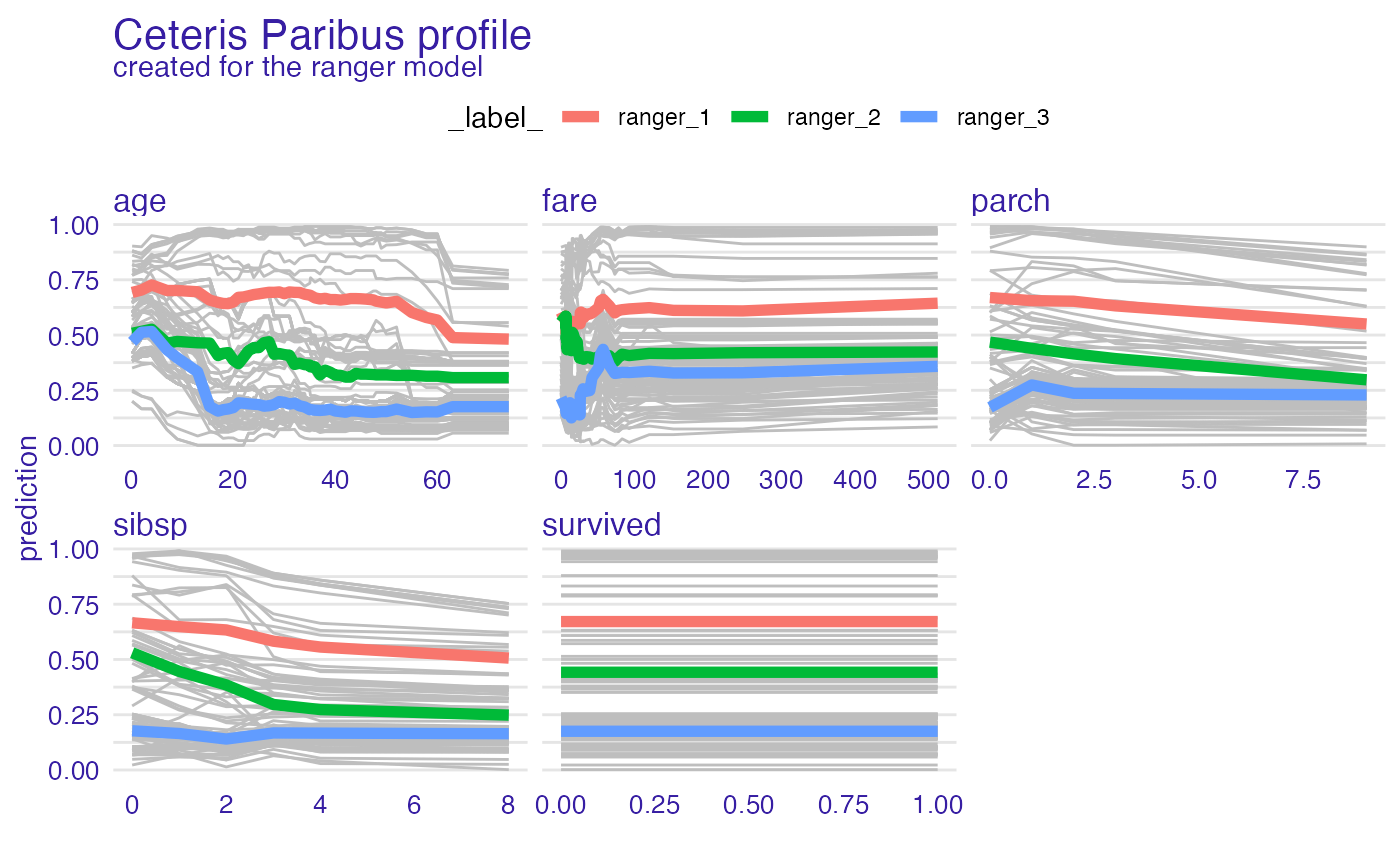 Ceteris Paribus profile
created for the ranger model
_label_ ranger_1 ranger_2 ranger_3
age fare parch
1.00
0.75
0.50
0.25
0.00
0 20 40 60 0 100 200 300 400 500 0.0 2.5 5.0 7.5
prediction
sibsp survived
1.00
0.75
0.50
0.25
0.00
0 2 4 6 8 0.00 0.25 0.50 0.75 1.00